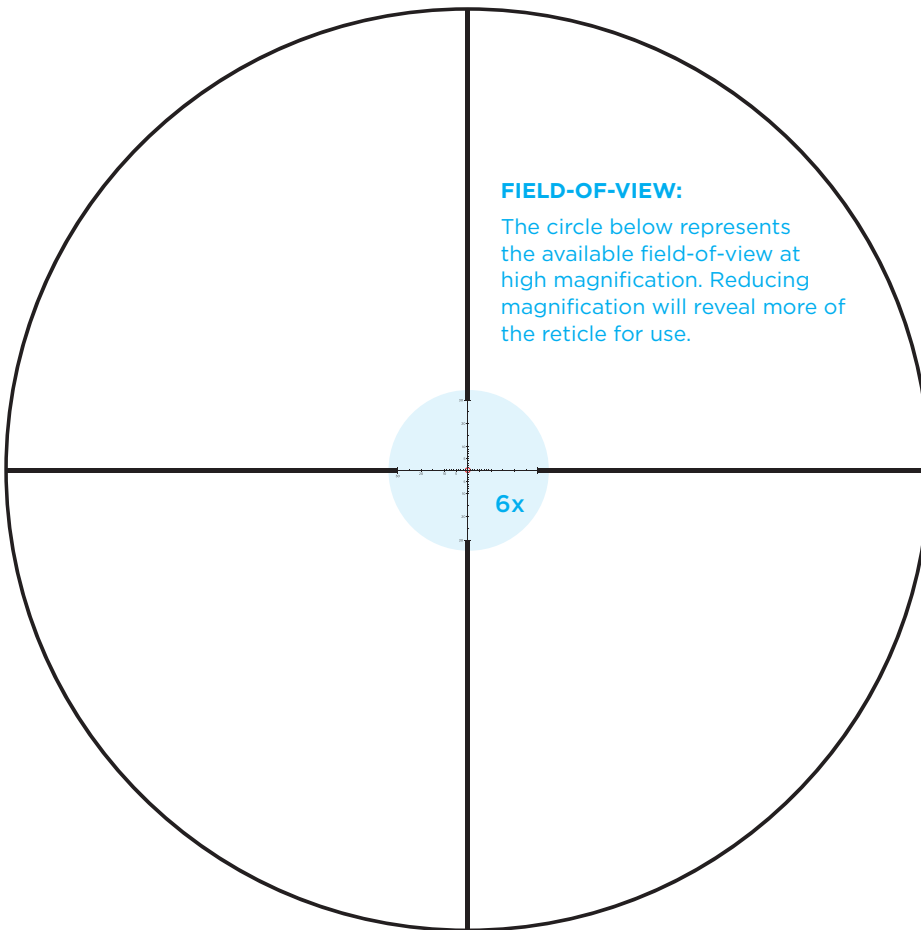 FIELD-OF-VIEW:
The circle below represents
the available field-of-view at
high magnification. Reducing
magnification will reveal more of
the reticle for use.
6x